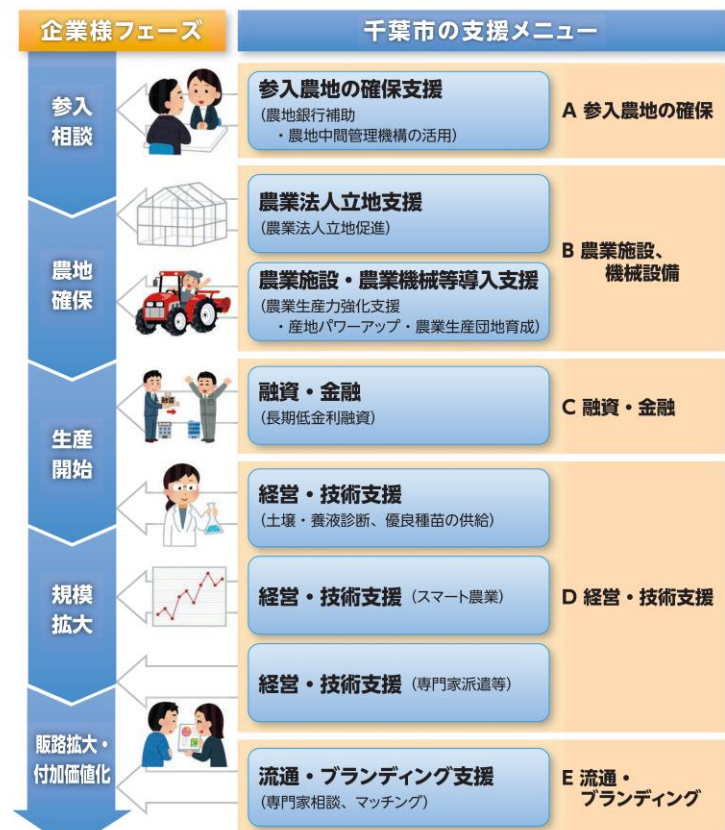 企業様フェーズ
千葉市の支援メニュー
参入
相談
参入農地の確保支援
(農地銀行補助
・農地中間管理機構の活用)
A 参入農地の確保
農地
確保
農業法人立地支援
(農業法人立地促進)
農業施設・農業機械等導入支援
(農業生産力強化支援
・産地パワーアップ・農業生産団地育成)
B 農業施設、
機械設備
生産
開始
融資
融資・金融
(長期低金利融資)
C 融資・金融
経営・技術支援
(土壌・養液診断、優良種苗の供給)
規模
拡大
経営・技術支援 (スマート農業)
D 経営・技術支援
経営・技術支援 (専門家派遣等)
販路拡大・
付加価値化
流通・ブランディング支援
(専門家相談、マッチング)
E 流通・
ブランディング